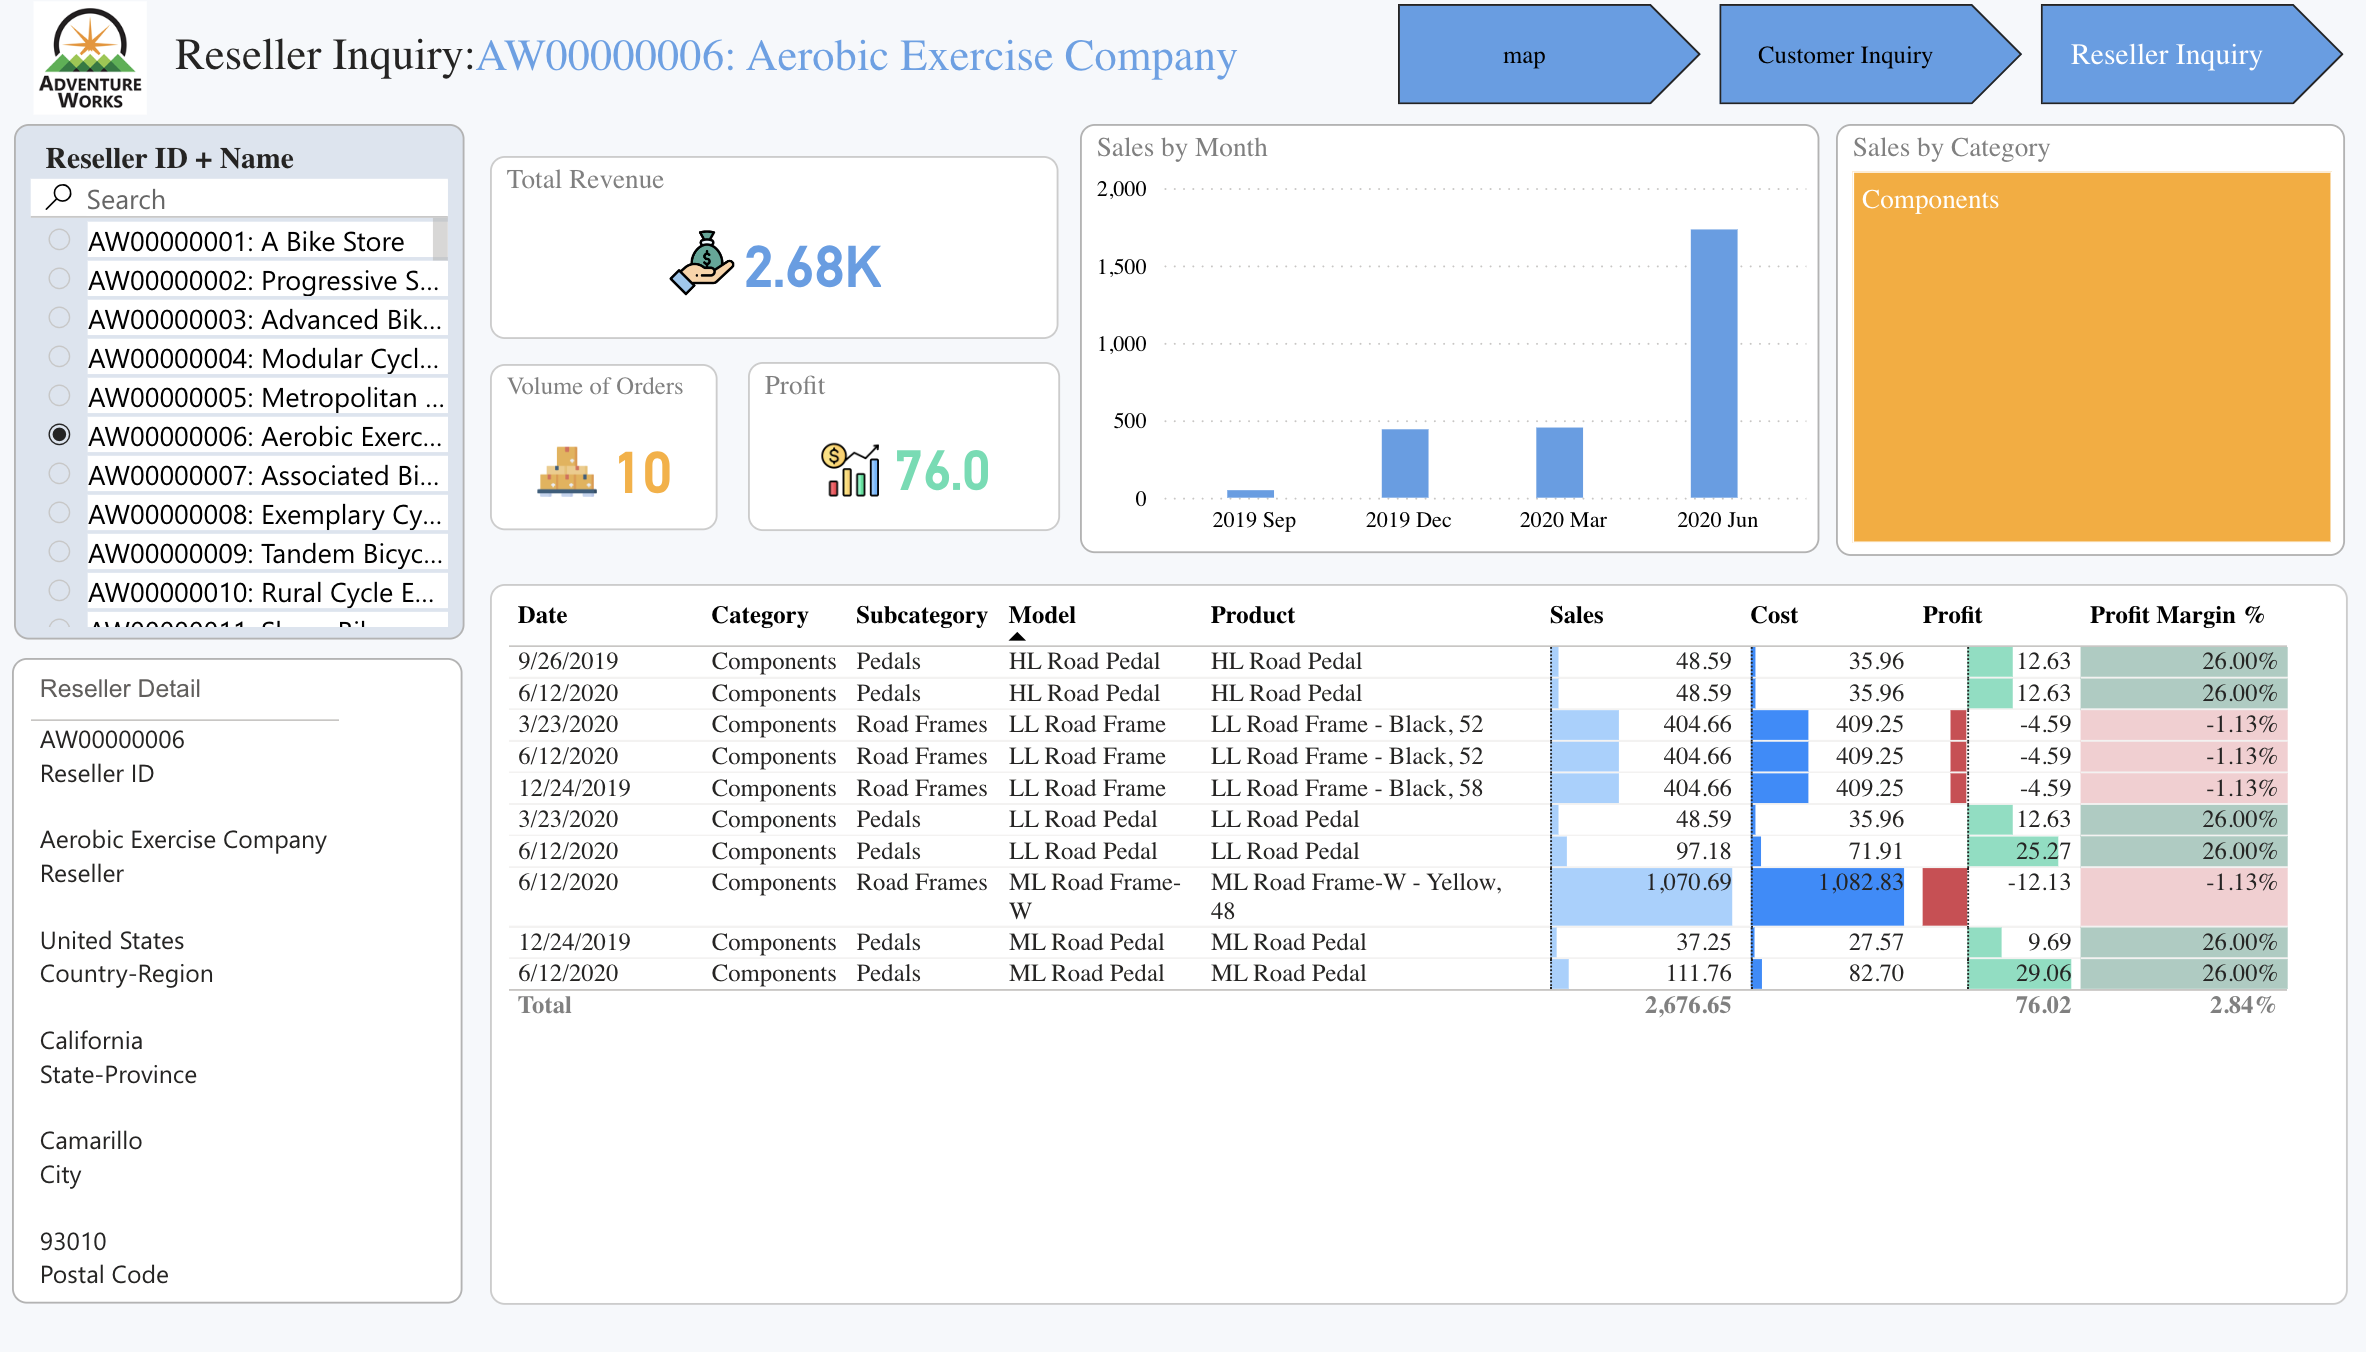 ADVENTURE
WORKS
Reseller Inquiry:AW00000006: Aerobic Exercise Company
map
Customer Inquiry
Reseller Inquiry
Reseller ID + Name
Search
AW00000001: A Bike Store
AW00000002: Progressive S...
AW00000003: Advanced Bik...
AW00000004: Modular Cycl...
AW00000005: Metropolitan ...
AW00000006: Aerobic Exerc...
AW00000007: Associated Bi...
AW00000008: Exemplary Cy...
AW00000009: Tandem Bicyc...
AW00000010: Rural Cycle E...
Reseller Detail
AW00000006
Reseller ID
Aerobic Exercise Company
Reseller
United States
Country-Region
California
State-Province
Camarillo
City
93010
Postal Code
Total Revenue
2.68K
Volume of Orders
10
Profit
76.0
Sales by Month
2,000
1,500
1,000
500
0
2019 Sep 2019 Dec 2020 Mar 2020 Jun
Sales by Category
Components
Date Category Subcategory Model Product Sales Cost Profit Profit Margin %
9/26/2019 Components Pedals HL Road Pedal HL Road Pedal 48.59 35.96 12.63 26.00%
6/12/2020 Components Pedals HL Road Pedal HL Road Pedal 48.59 35.96 12.63 26.00%
3/23/2020 Components Road Frames LL Road Frame LL Road Frame - Black, 52 404.66 409.25 -4.59 -1.13%
6/12/2020 Components Road Frames LL Road Frame LL Road Frame - Black, 52 404.66 409.25 -4.59 -1.13%
12/24/2019 Components Road Frames LL Road Frame LL Road Frame - Black, 58 404.66 409.25 -4.59 -1.13%
3/23/2020 Components Pedals LL Road Pedal LL Road Pedal 48.59 35.96 12.63 26.00%
6/12/2020 Components Pedals LL Road Pedal LL Road Pedal 97.18 71.91 25.27 26.00%
6/12/2020 Components Road Frames ML Road Frame- ML Road Frame-W - Yellow, 1,070.69 1,082.83 -12.13 -1.13%
W 48
12/24/2019 Components Pedals ML Road Pedal ML Road Pedal 37.25 27.57 9.69 26.00%
6/12/2020 Components Pedals ML Road Pedal ML Road Pedal 111.76 82.70 29.06 26.00%
Total 2,676.65 76.02 2.84%